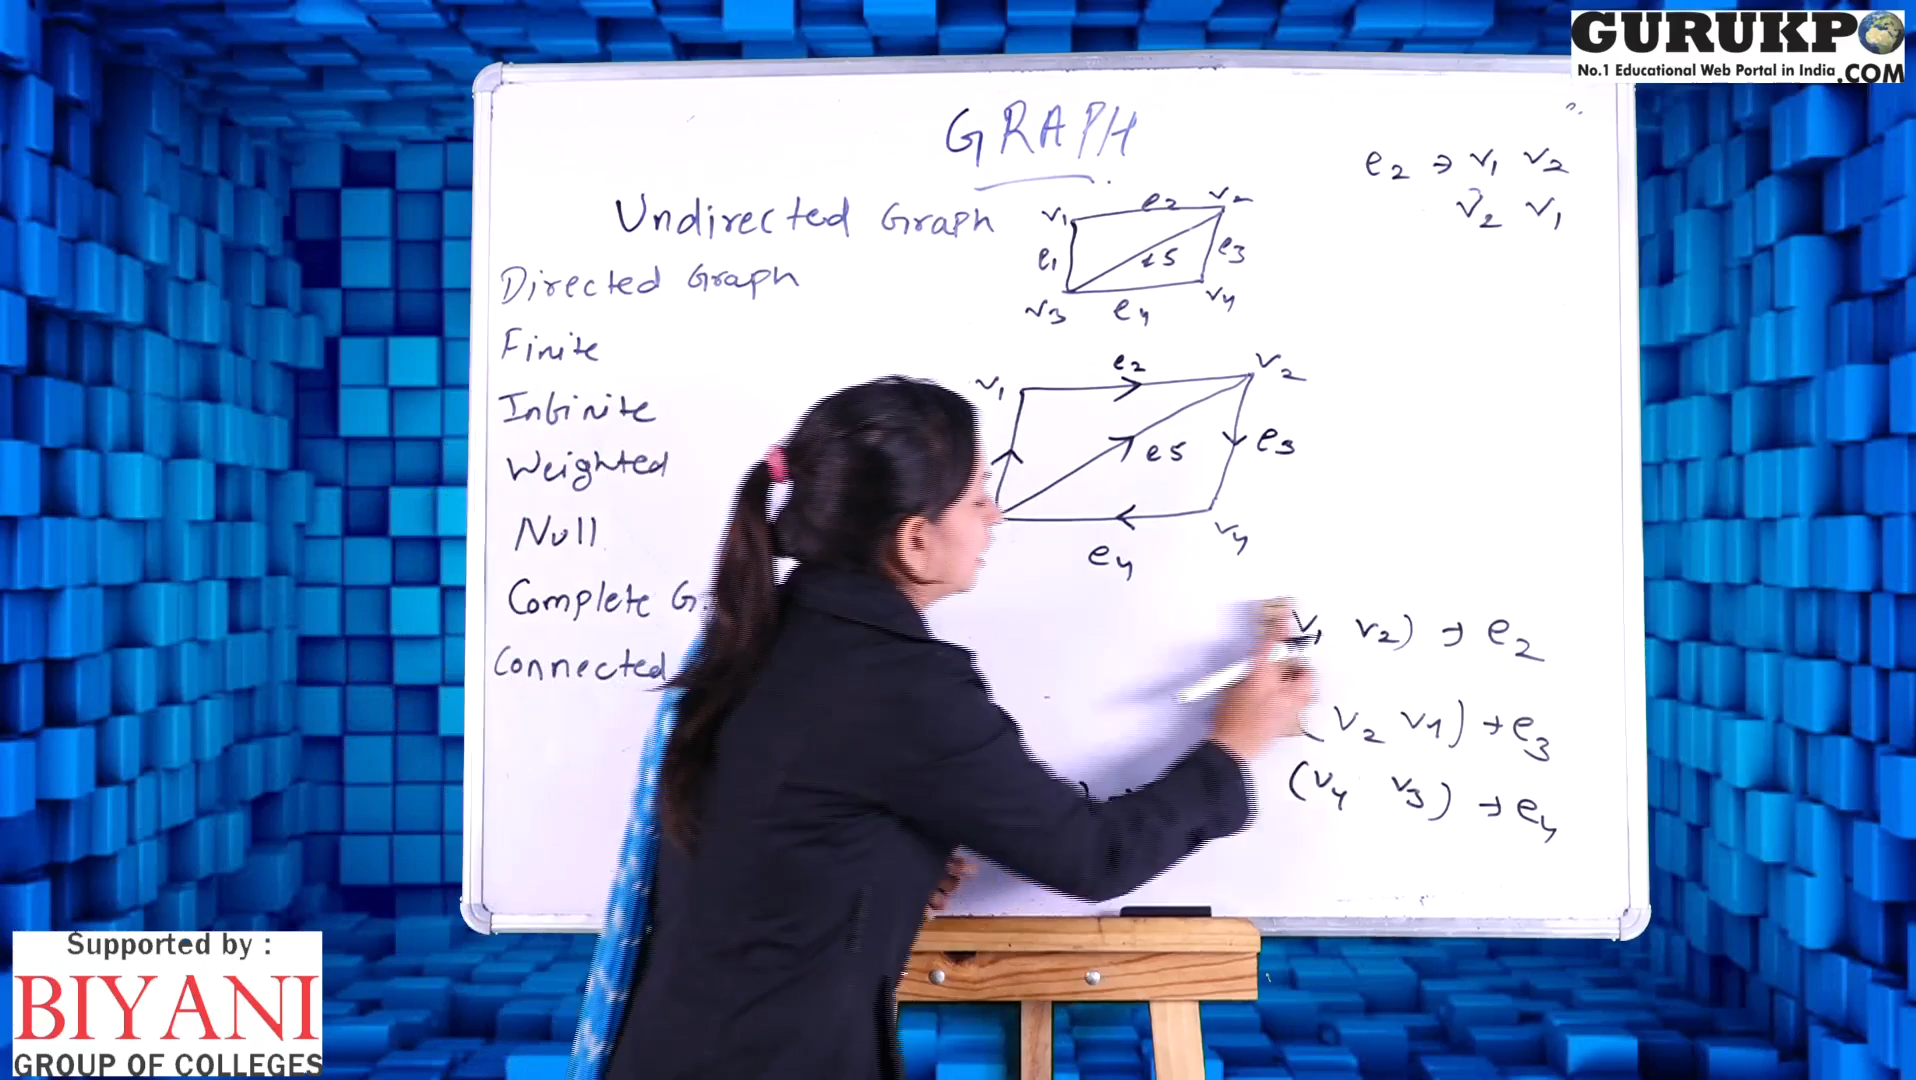 GURUKPO
No.1 Educational Web Portal in India .COM
GRAPH
e2 → v1 v2
v2 v1
Undirected Graph
v1 e2 v2
e1 e5 e3
v3 e4 v4
Directed Graph
Finite
Infinite
Weighted
Null
Complete G.
Connected
v1 e2 v2
e5 e3
e4 v4
v1 v2) → e2
(v2 v1) → e3
(v4 v3) → e4
Supported by :
BIYANI
GROUP OF COLLEGES